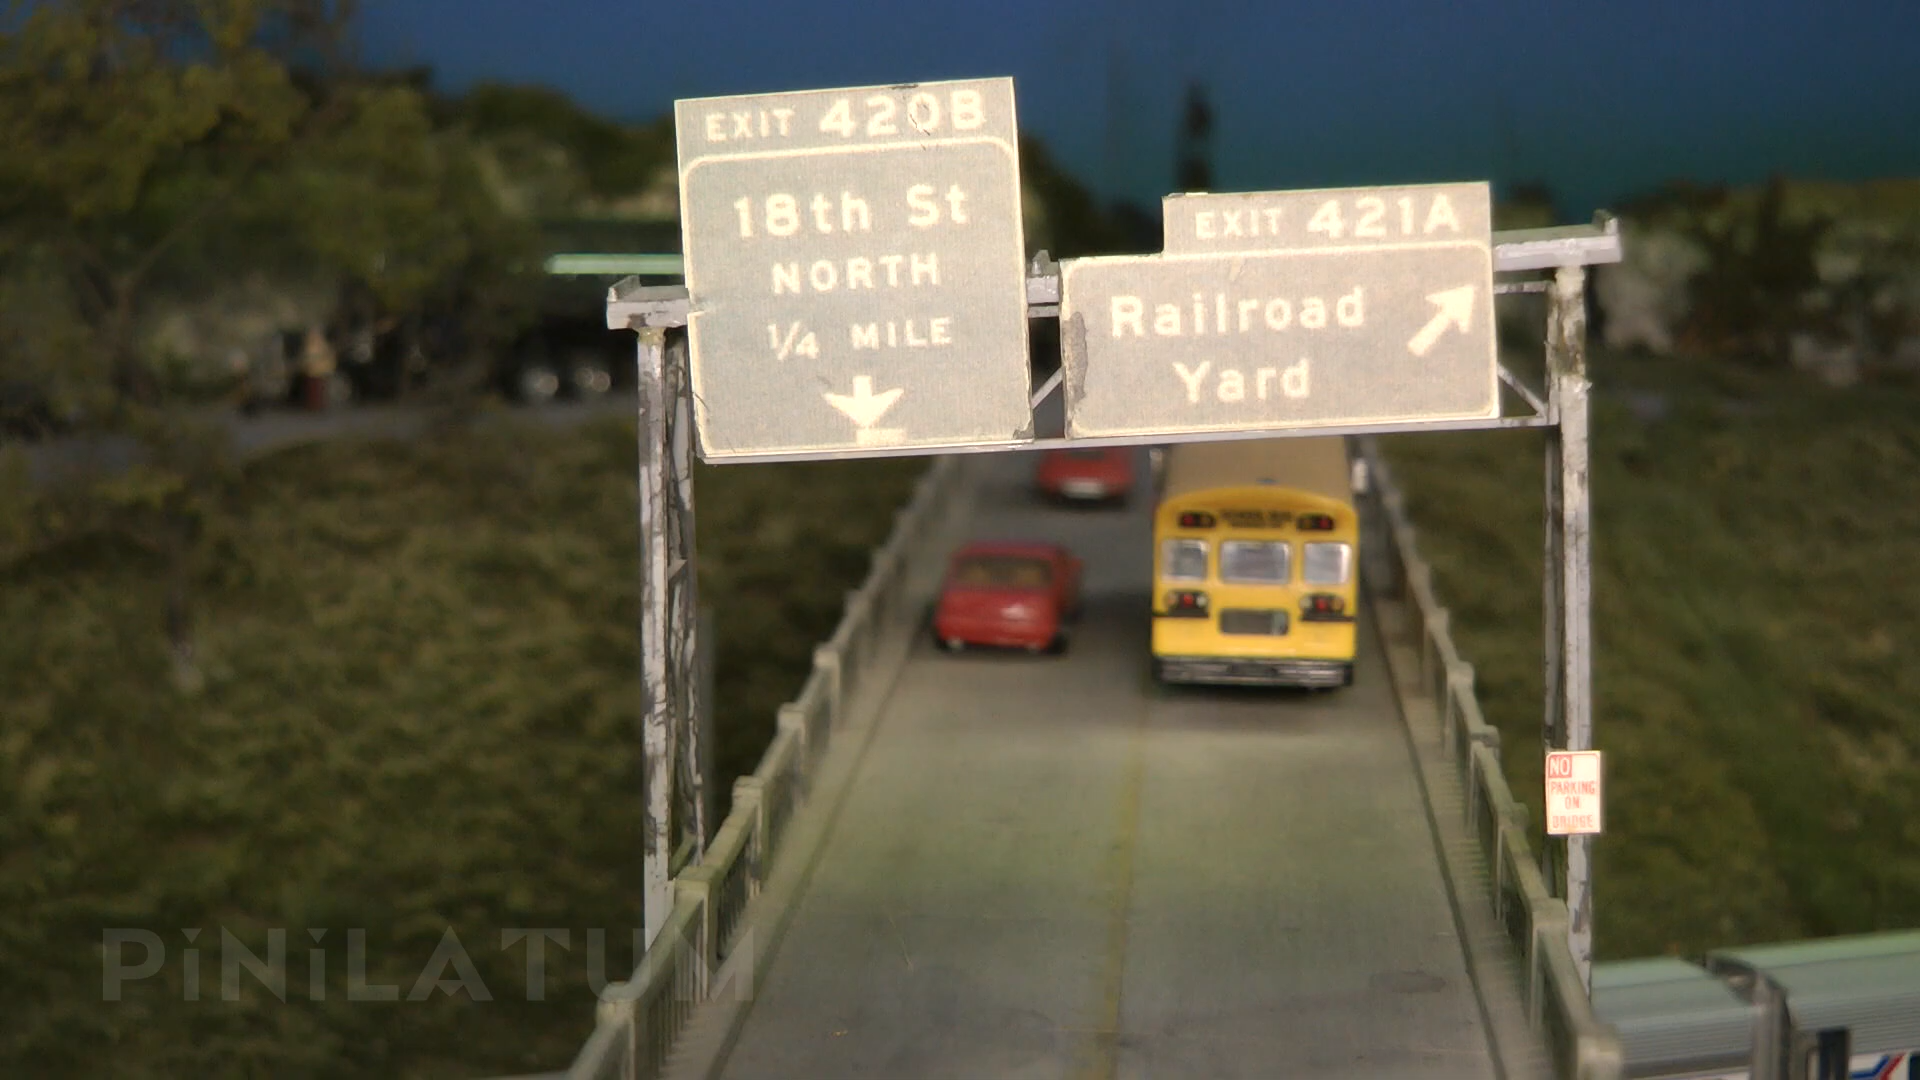 EXIT 420B
18th St
NORTH
1/4 MILE
EXIT 421A
Railroad
Yard
NO
PARKING
ON
BRIDGE
PiNiLATUM